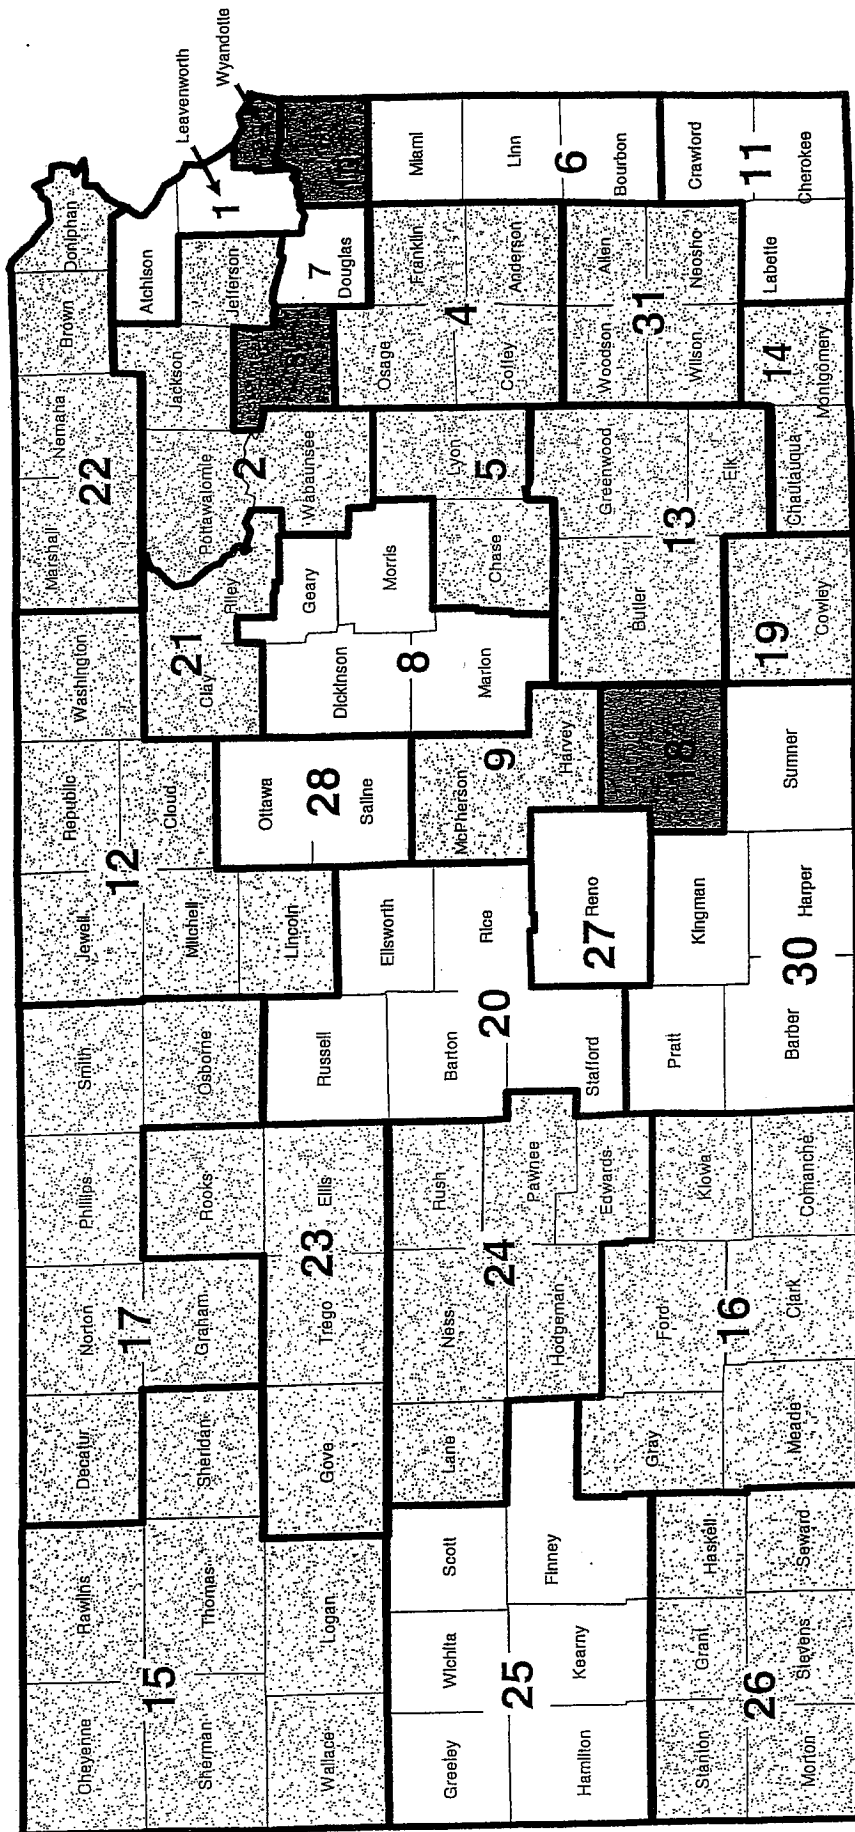 Cheyenne
Rawlins
Decatur
Norton
Phillips
Smith
Jewell
Republic
Washington
Marshall
Nemaha
Brown
Doniphan
15
17
12
22
Sherman
Thomas
Sheridan
Graham
Rooks
Osborne
Mitchell
Cloud
Clay
21
Riley
Pottawatomie
Jackson
Atchison
Jefferson
Leavenworth
1
Wyandotte
Wallace
Logan
Gove
Trego
23
Ellis
Russell
Lincoln
Ottawa
28
Saline
Dickinson
Geary
2
Wabaunsee
7
Douglas
Greeley
Wichita
Scott
Lane
Ness
Rush
Barton
Ellsworth
8
Morris
Lyon
Osage
Franklin
Miami
25
24
20
Rice
McPherson
9
Marion
Chase
5
Coffey
4
Anderson
Linn
6
Hamilton
Kearny
Finney
Hodgeman
Pawnee
Edwards
Stafford
27
Reno
Harvey
Butler
Greenwood
13
Woodson
Allen
Bourbon
31
Stanton
Grant
Haskell
Gray
Ford
Kiowa
Pratt
Kingman
18
Elk
Wilson
Neosho
Crawford
26
16
30
19
14
11
Morton
Stevens
Seward
Meade
Clark
Comanche
Barber
Harper
Sumner
Cowley
Chautauqua
Montgomery
Labette
Cherokee